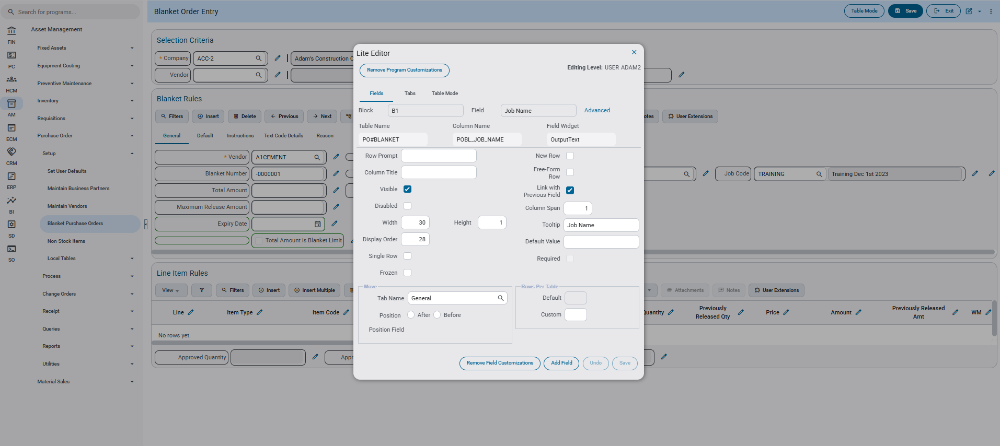 Search for programs...
FIN
PC
HCM
AM
ECM
CRM
ERP
BI
SD
SO
Asset Management
Fixed Assets
Equipment Costing
Preventive Maintenance
Inventory
Requisitions
Purchase Order
Setup
Set User Defaults
Maintain Business Partners
Maintain Vendors
Blanket Purchase Orders
Non-Stock Items
Local Tables
Process
Change Orders
Receipt
Queries
Reports
Utilities
Material Sales
Blanket Order Entry
Table Mode Save Exit
Selection Criteria
* Company ACC-2 Adam's Construction C
Vendor
Blanket Rules
Filters Insert Delete Previous Next otes User Extensions
General Default Instructions Text Code Details Reason
* Vendor A1CEMENT
Blanket Number -0000001 Job Code TRAINING Training Dec 1st 2023
Total Amount
Maximum Release Amount
Expiry Date
Total Amount is Blanket Limit
Line Item Rules
View Filters Insert Insert Multiple Attachments Notes User Extensions
Line Item Type Item Code Quantity Previously Released Qty Price Amount Previously Released Amt WM
No rows yet.
Approved Quantity Appr
Lite Editor
Remove Program Customizations Editing Level: USER ADAM2
Fields Tabs Table Mode
Block B1 Field Job Name Advanced
Table Name Column Name Field Widget
PO#BLANKET POBL_JOB_NAME OutputText
Row Prompt New Row
Column Title Free-Form Row
Visible Link with Previous Field
Disabled Column Span 1
Width 30 Height 1 Tooltip Job Name
Display Order 28 Default Value
Single Row Required
Frozen
Move Rows Per Table
Tab Name General Default
Position After Before Custom
Position Field
Remove Field Customizations Add Field Undo Save